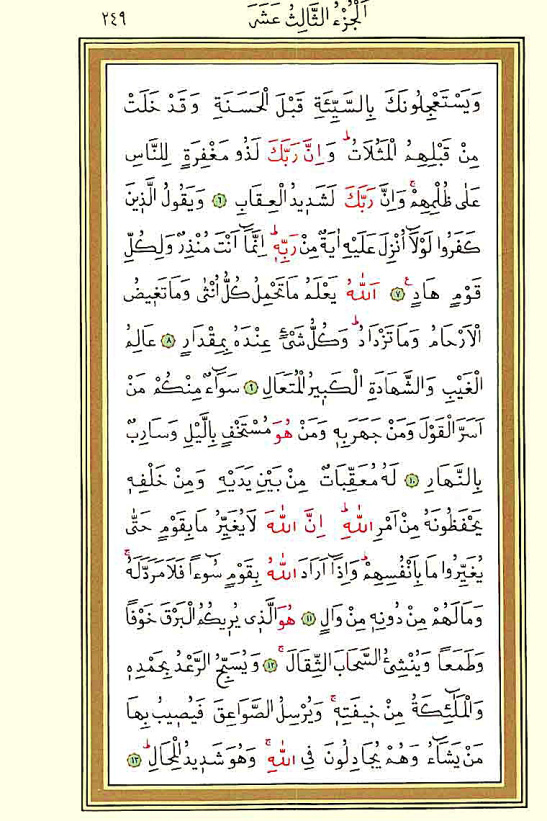 اَلْجُزْءُ الثَّالِثُ عَشَرَ
٢٤٩
وَيَسْتَعْجِلُونَكَ بِالسَّيِّئَةِ قَبْلَ الْحَسَنَةِ وَقَدْ خَلَتْ
مِنْ قَبْلِهِمُ الْمَثُلَاتُۜ وَاِنَّ رَبَّكَ لَذُو مَغْفِرَةٍ لِلنَّاسِ
عَلٰى ظُلْمِهِمْۚ وَاِنَّ رَبَّكَ لَشَدٖيدُ الْعِقَابِ ﴿٦﴾ وَيَقُولُ الَّذٖينَ
كَفَرُوا لَوْلَٓا اُنْزِلَ عَلَيْهِ اٰيَةٌ مِنْ رَبِّهٖۜ اِنَّمَٓا اَنْتَ مُنْذِرٌ وَلِكُلِّ
قَوْمٍ هَادٍࣖ ﴿٧﴾ اَللّٰهُ يَعْلَمُ مَا تَحْمِلُ كُلُّ اُنْثٰى وَمَا تَغٖيضُ
الْاَرْحَامُ وَمَا تَزْدَادُۜ وَكُلُّ شَيْءٍ عِنْدَهُ بِمِقْدَارٍ ﴿٨﴾ عَالِمُ
الْغَيْبِ وَالشَّهَادَةِ الْكَبٖيرُ الْمُتَعَالِ ﴿٩﴾ سَوَٓاءٌ مِنْكُمْ مَنْ
اَسَرَّ الْقَوْلَ وَمَنْ جَهَرَ بِهٖ وَمَنْ هُوَ مُسْتَخْفٍ بِالَّيْلِ وَسَارِبٌ
بِالنَّهَارِ ﴿١٠﴾ لَهُ مُعَقِّبَاتٌ مِنْ بَيْنِ يَدَيْهِ وَمِنْ خَلْفِهٖ
يَحْفَظُونَهُ مِنْ اَمْرِ اللّٰهِۜ اِنَّ اللّٰهَ لَا يُغَيِّرُ مَا بِقَوْمٍ حَتّٰى
يُغَيِّرُوا مَا بِاَنْفُسِهِمْۜ وَاِذَٓا اَرَادَ اللّٰهُ بِقَوْمٍ سُٓوءًا فَلَا مَرَدَّ لَهُۚ
وَمَا لَهُمْ مِنْ دُونِهٖ مِنْ وَالٍ ﴿١١﴾ هُوَ الَّذٖى يُرٖيكُمُ الْبَرْقَ خَوْفًا
وَطَمَعًا وَيُنْشِئُ السَّحَابَ الثِّقَالَۚ ﴿١٢﴾ وَيُسَبِّحُ الرَّعْدُ بِحَمْدِهٖ
وَالْمَلٰٓئِكَةُ مِنْ خٖيفَتِهٖۚ وَيُرْسِلُ الصَّوَاعِقَ فَيُصٖيبُ بِهَا
مَنْ يَشَٓاءُ وَهُمْ يُجَادِلُونَ فِى اللّٰهِۚ وَهُوَ شَدٖيدُ الْمِحَالِۜ ﴿١٣﴾